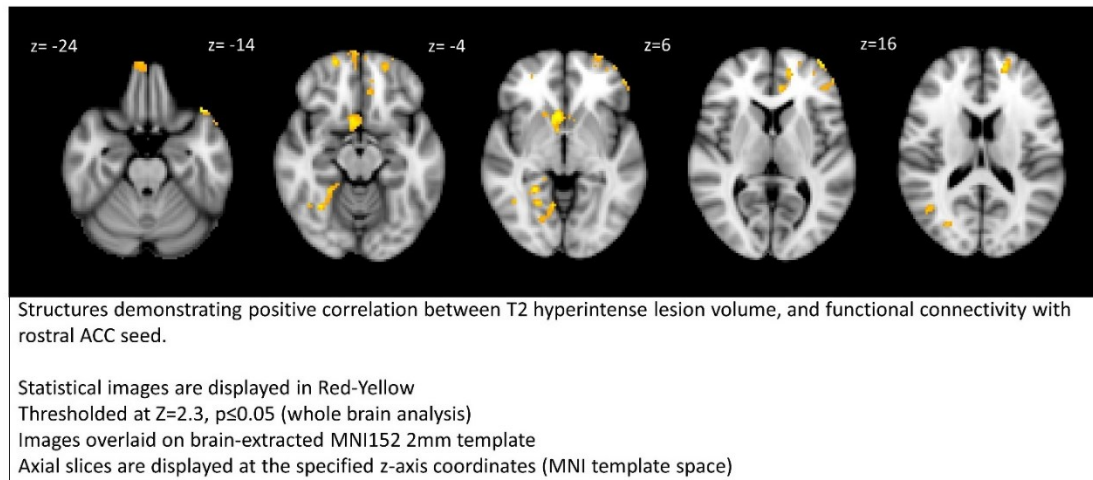 z= -24
z= -14
z= -4
z=6
z=16
Structures demonstrating positive correlation between T2 hyperintense lesion volume, and functional connectivity with
rostral ACC seed.
Statistical images are displayed in Red-Yellow
Thresholded at Z=2.3, p≤0.05 (whole brain analysis)
Images overlaid on brain-extracted MNI152 2mm template
Axial slices are displayed at the specified z-axis coordinates (MNI template space)